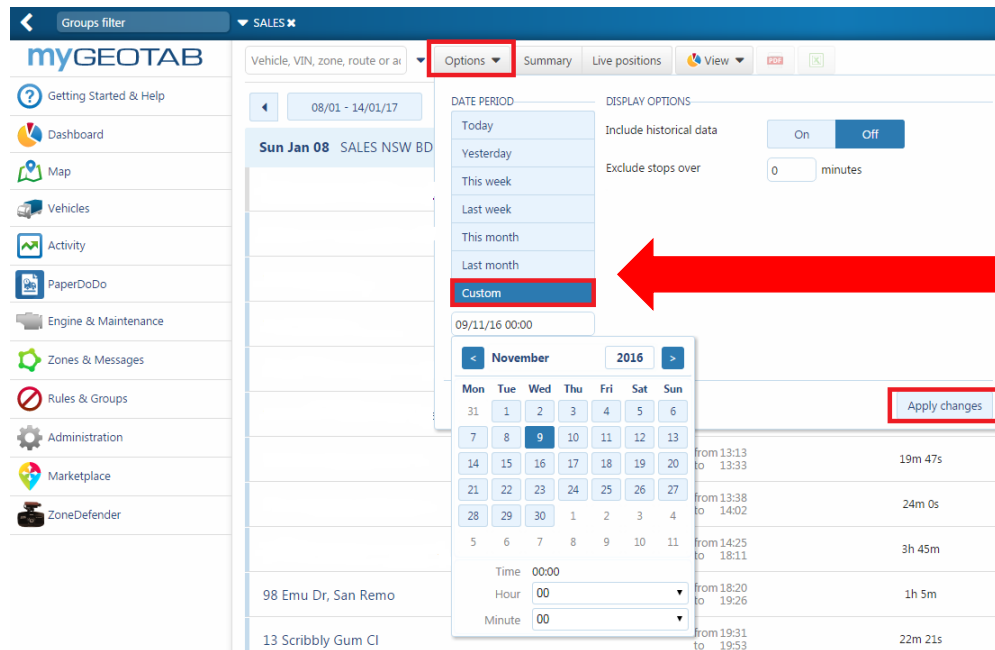 Groups filter
SALES ✖
myGEOTAB
Getting Started & Help
Dashboard
Map
Vehicles
Activity
PaperDoDo
Engine & Maintenance
Zones & Messages
Rules & Groups
Administration
Marketplace
ZoneDefender
Vehicle, VIN, zone, route or a
Options
Summary
Live positions
View
PDF
X
08/01 - 14/01/17
Sun Jan 08 SALES NSW BD
DATE PERIOD
Today
Yesterday
This week
Last week
This month
Last month
Custom
09/11/16 00:00
DISPLAY OPTIONS
Include historical data On Off
Exclude stops over 0 minutes
Apply changes
< November 2016 >
Mon Tue Wed Thu Fri Sat Sun
31 1 2 3 4 5 6
7 8 9 10 11 12 13
14 15 16 17 18 19 20
21 22 23 24 25 26 27
28 29 30 1 2 3 4
5 6 7 8 9 10 11
Time 00:00
Hour 00
Minute 00
from 13:13
to 13:33
19m 47s
from 13:38
to 14:02
24m 0s
from 14:25
to 18:11
3h 45m
98 Emu Dr, San Remo
from 18:20
to 19:26
1h 5m
13 Scribbly Gum Cl
from 19:31
to 19:53
22m 21s